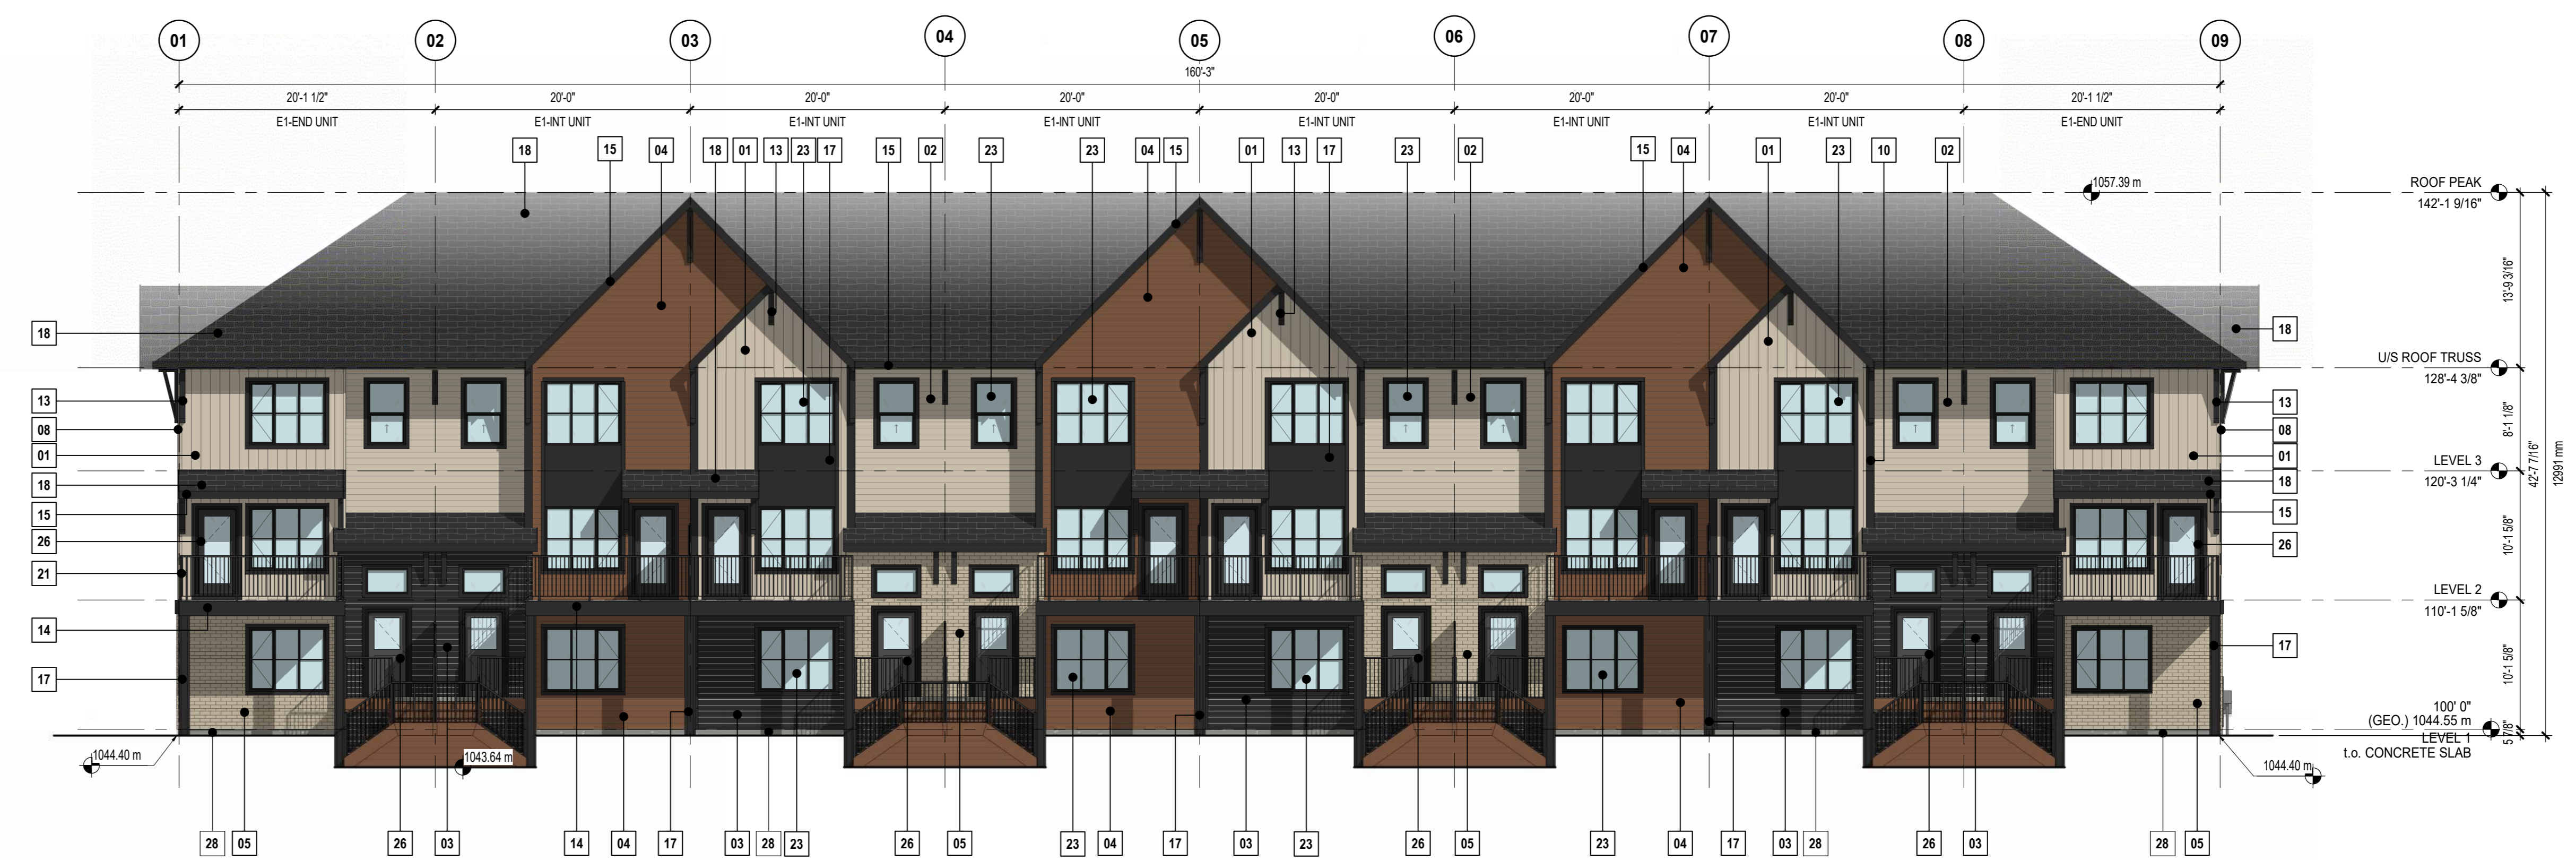 01 02 03 04 05 06 07 08 09
160'-3"
20'-1 1/2" 20'-0" 20'-0" 20'-0" 20'-0" 20'-0" 20'-0" 20'-1 1/2"
E1-END UNIT E1-INT UNIT E1-INT UNIT E1-INT UNIT E1-INT UNIT E1-INT UNIT E1-INT UNIT E1-END UNIT
18 15 04 18 01 13 23 17 15 02 23 23 04 15 01 13 17 23 02 15 04 01 23 10 02
1057.39 m
ROOF PEAK
142'-1 9/16"
13'-9 3/16"
18
18
U/S ROOF TRUSS
128'-4 3/8"
13
08
01
18
15
26
21
14
17
13
08
01
18
15
26
17
8'-1 1/8"
LEVEL 3
120'-3 1/4"
42'-7 7/16"
12991 mm
10'-1 5/8"
LEVEL 2
110'-1 5/8"
10'-1 5/8"
100' 0"
(GEO.) 1044.55 m
LEVEL 1
t.o. CONCRETE SLAB
5 7/8"
1044.40 m
1043.64 m
1044.40 m
28 05 26 03 14 04 17 03 28 23 26 05 23 04 17 03 23 26 05 23 04 17 03 28 26 03 28 05